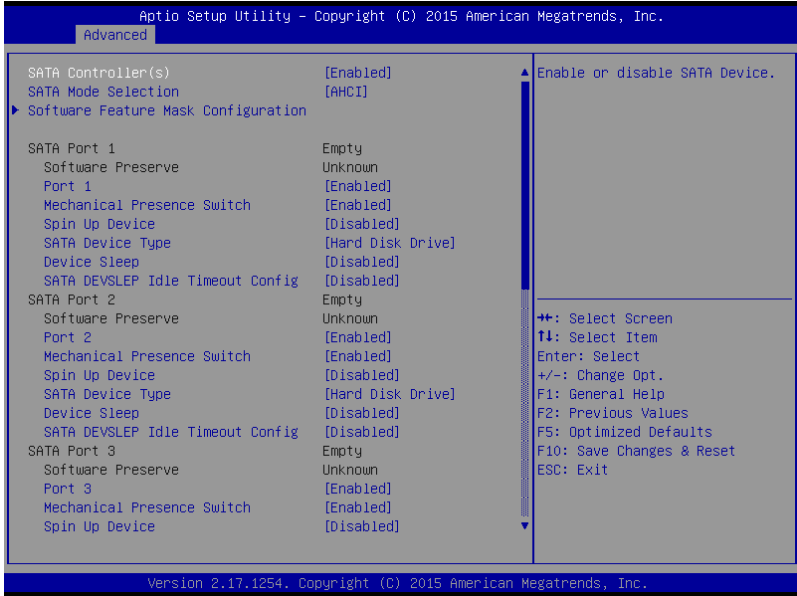 Aptio Setup Utility – Copyright (C) 2015 American Megatrends, Inc.
Advanced
SATA Controller(s) [Enabled]
SATA Mode Selection [AHCI]
Software Feature Mask Configuration
SATA Port 1 Empty
Software Preserve Unknown
Port 1 [Enabled]
Mechanical Presence Switch [Enabled]
Spin Up Device [Disabled]
SATA Device Type [Hard Disk Drive]
Device Sleep [Disabled]
SATA DEVSLEP Idle Timeout Config [Disabled]
SATA Port 2 Empty
Software Preserve Unknown
Port 2 [Enabled]
Mechanical Presence Switch [Enabled]
Spin Up Device [Disabled]
SATA Device Type [Hard Disk Drive]
Device Sleep [Disabled]
SATA DEVSLEP Idle Timeout Config [Disabled]
SATA Port 3 Empty
Software Preserve Unknown
Port 3 [Enabled]
Mechanical Presence Switch [Enabled]
Spin Up Device [Disabled]
Enable or disable SATA Device.
→←: Select Screen
↑↓: Select Item
Enter: Select
+/-: Change Opt.
F1: General Help
F2: Previous Values
F5: Optimized Defaults
F10: Save Changes & Reset
ESC: Exit
Version 2.17.1254. Copyright (C) 2015 American Megatrends, Inc.